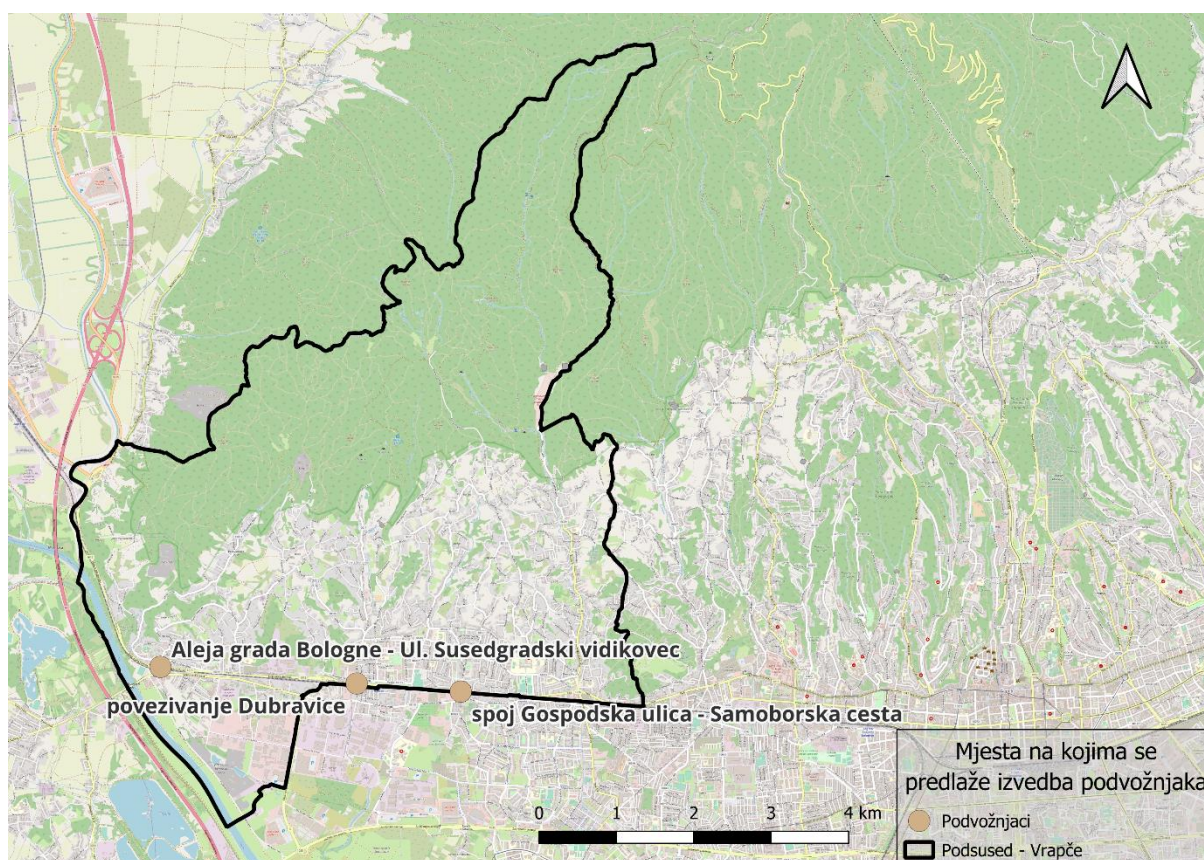 Aleja grada Bologne - Ul. Susedgradski vidikovec
povezivanje Dubravice
spoj Gospodska ulica - Samoborska cesta
Mjesta na kojima se
predlaže izvedba podvožnjaka
Podvožnjaci
Podsused - Vrapče
0 1 2 3 4 km